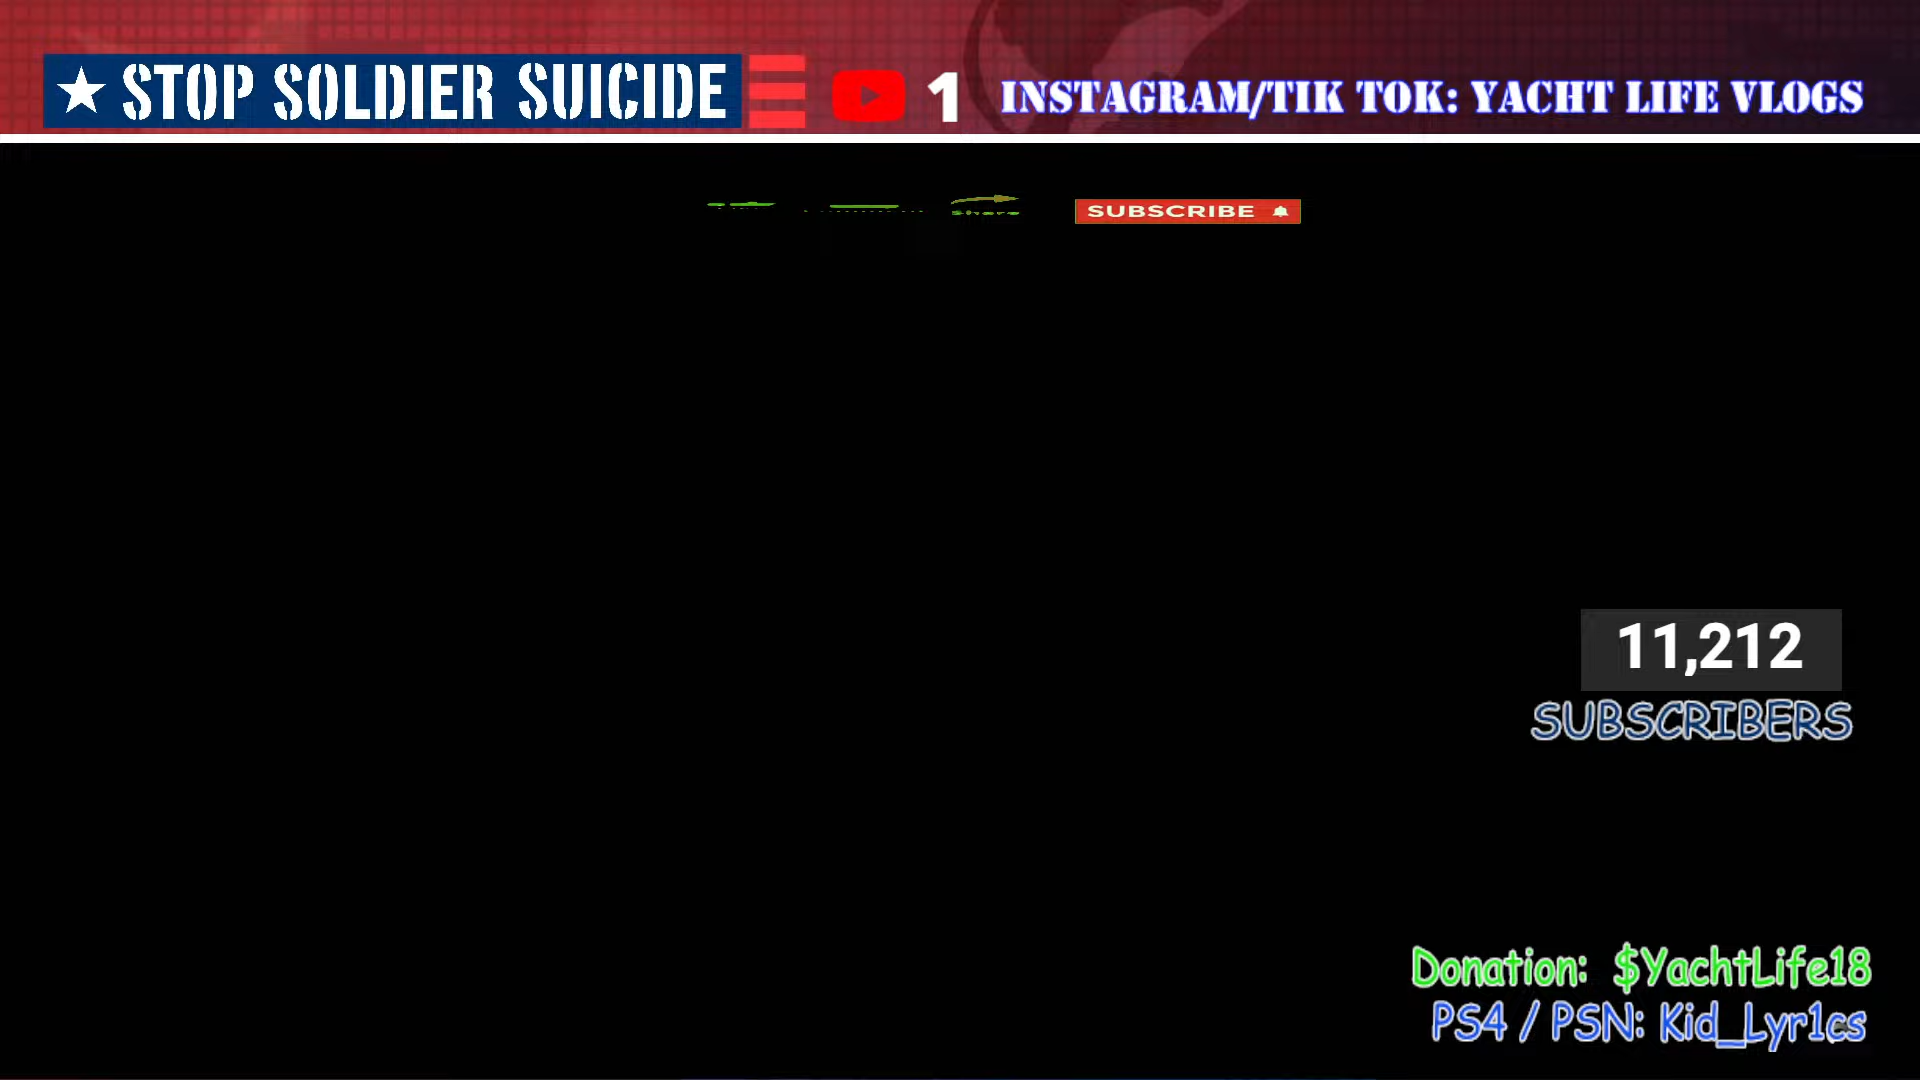 STOP SOLDIER SUICIDE
1
INSTAGRAM/TIK TOK: YACHT LIFE VLOGS
Share
SUBSCRIBE
11,212
SUBSCRIBERS
Donation: $YachtLife18
PS4 / PSN: Kid_Lyr1cs